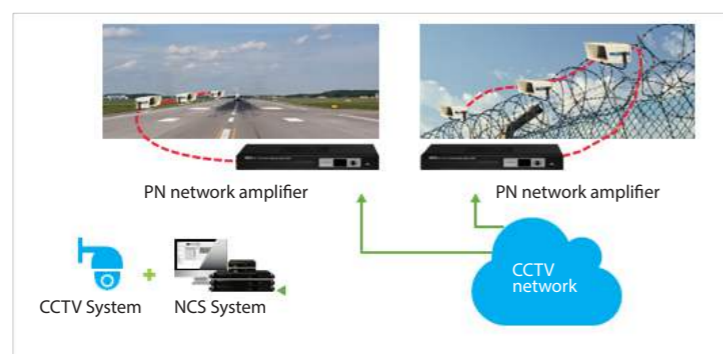 PN network amplifier
PN network amplifier
CCTV
network
CCTV System
NCS System